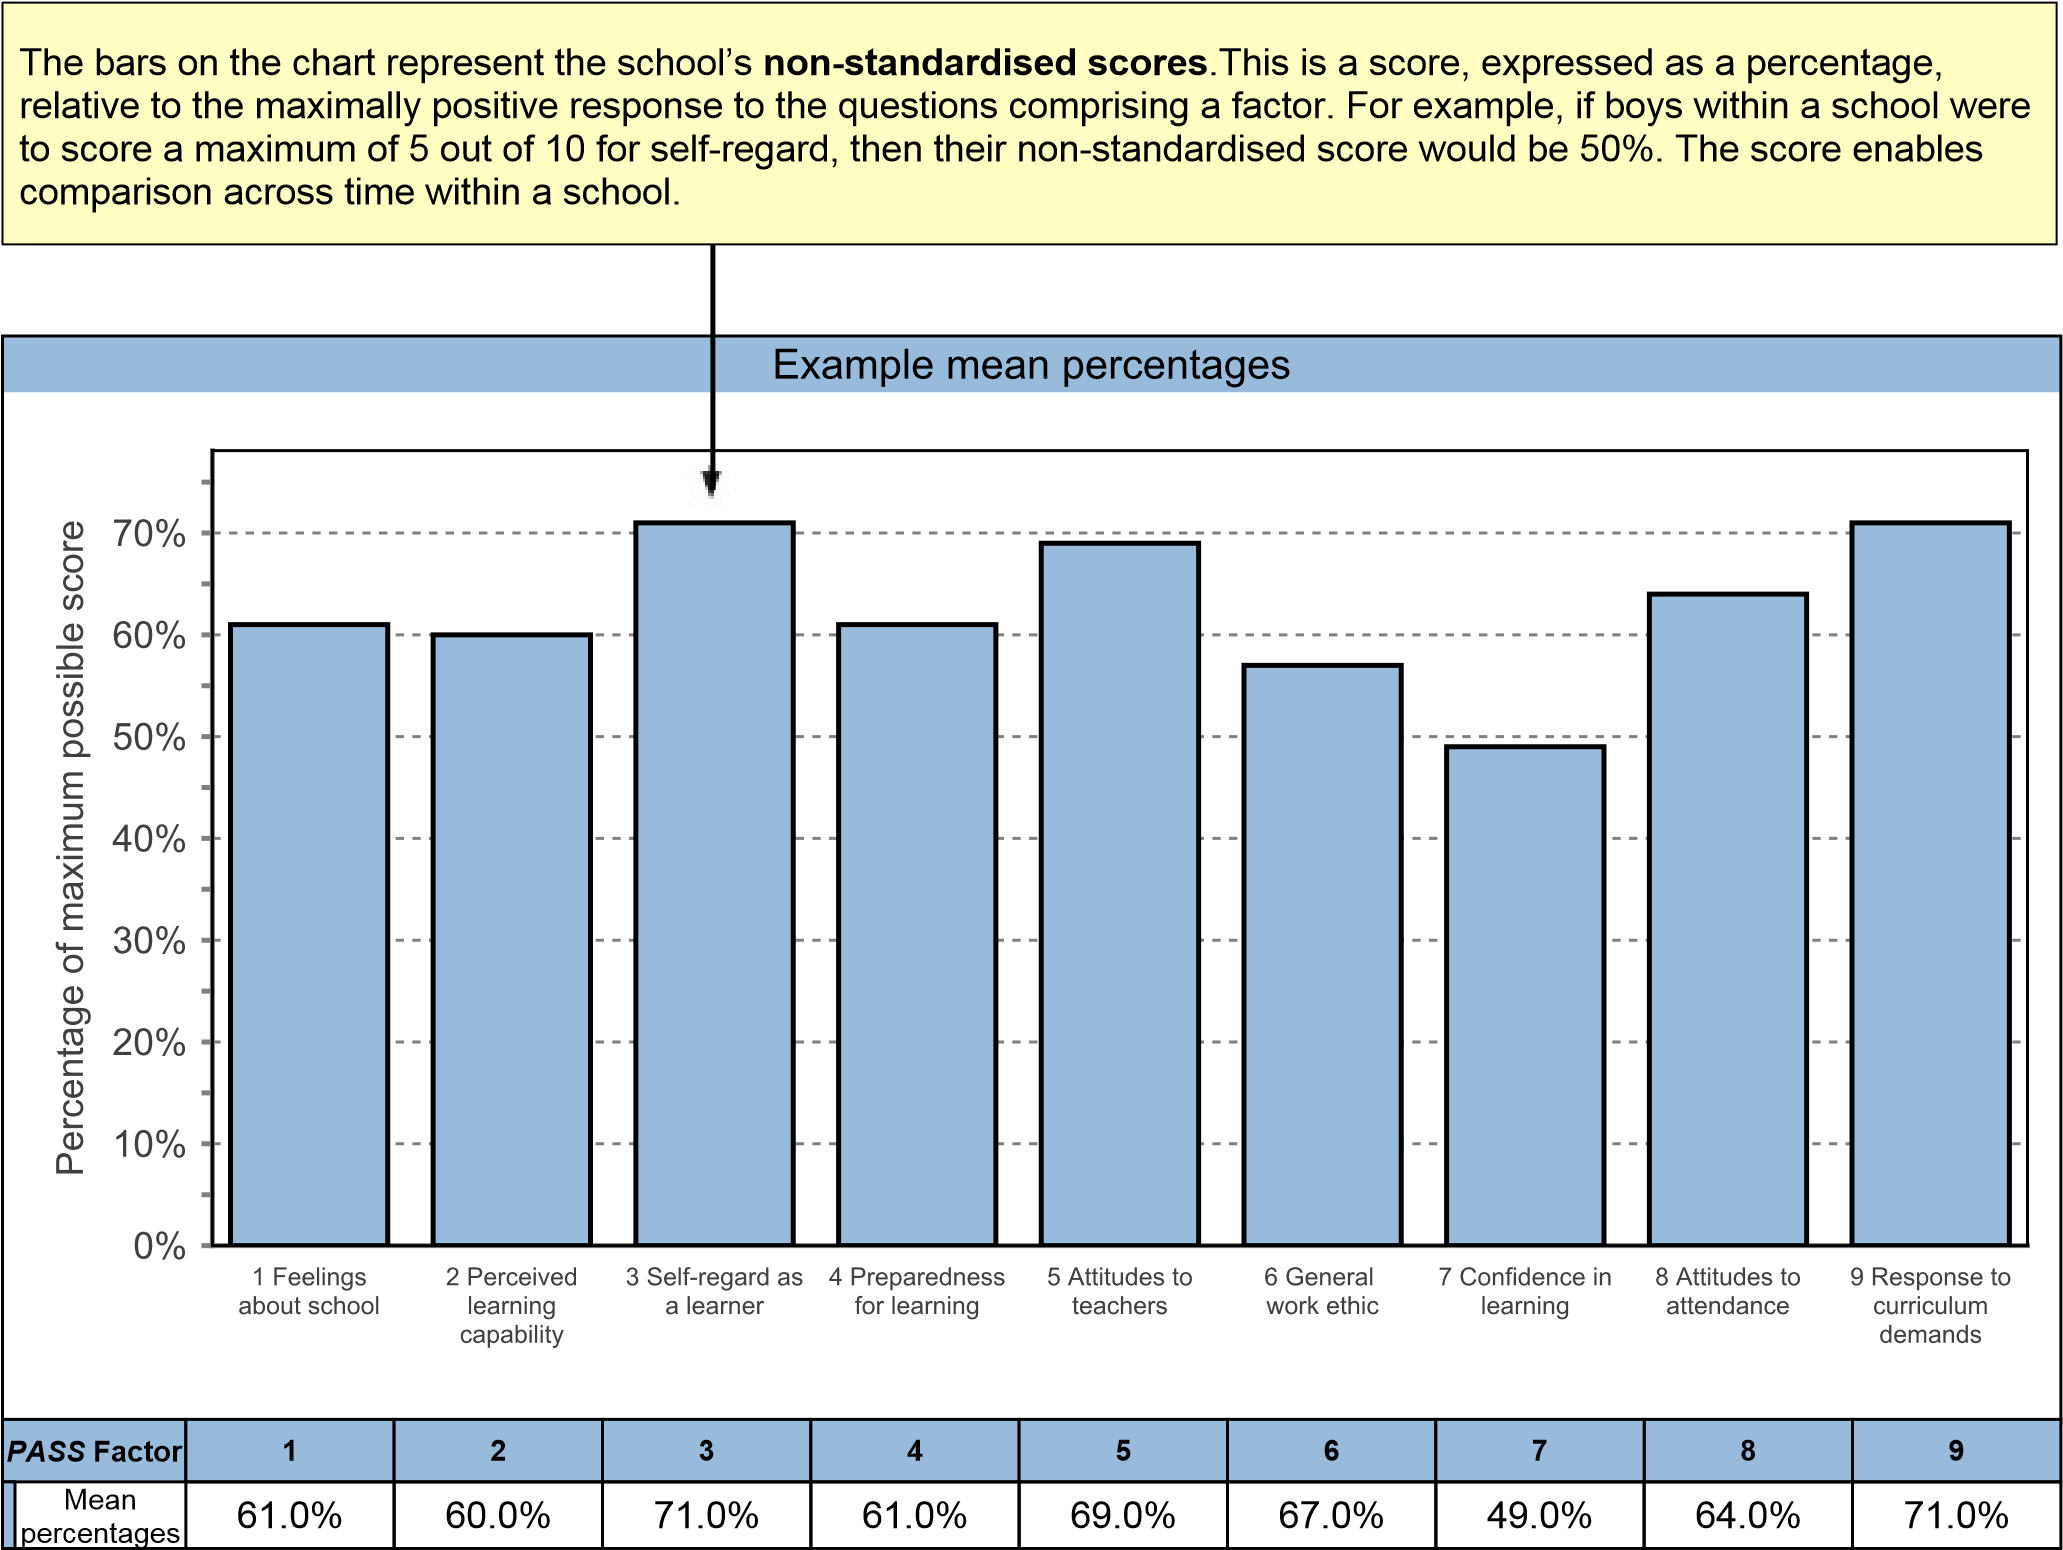 The bars on the chart represent the school’s non-standardised scores.This is a score, expressed as a percentage,
relative to the maximally positive response to the questions comprising a factor. For example, if boys within a school were
to score a maximum of 5 out of 10 for self-regard, then their non-standardised score would be 50%. The score enables
comparison across time within a school.
Example mean percentages
Percentage of maximum possible score
70%
60%
50%
40%
30%
20%
10%
0%
1 Feelings
about school
2 Perceived
learning
capability
3 Self-regard as
a learner
4 Preparedness
for learning
5 Attitudes to
teachers
6 General
work ethic
7 Confidence in
learning
8 Attitudes to
attendance
9 Response to
curriculum
demands
PASS Factor 1 2 3 4 5 6 7 8 9
Mean
percentages 61.0% 60.0% 71.0% 61.0% 69.0% 67.0% 49.0% 64.0% 71.0%